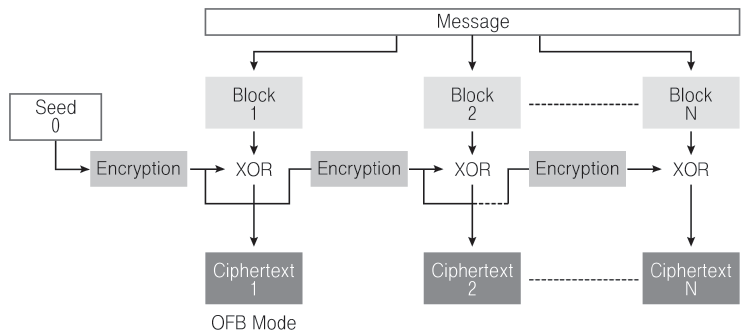 Message
Block
1
Block
2
Block
N
Seed
0
Encryption
XOR
Encryption
XOR
Encryption
XOR
Ciphertext
1
Ciphertext
2
Ciphertext
N
OFB Mode